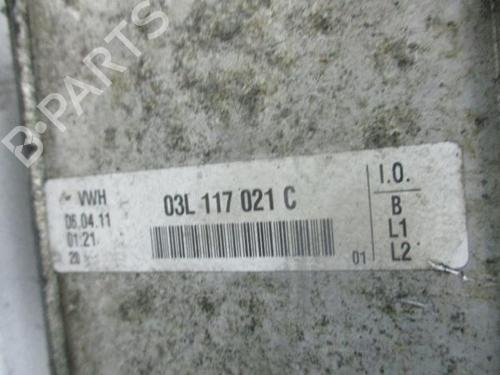 B-PARTS
VWH
06.04.11
01:21
20
03L 117 021 C
01
I.O.
B
L1
L2